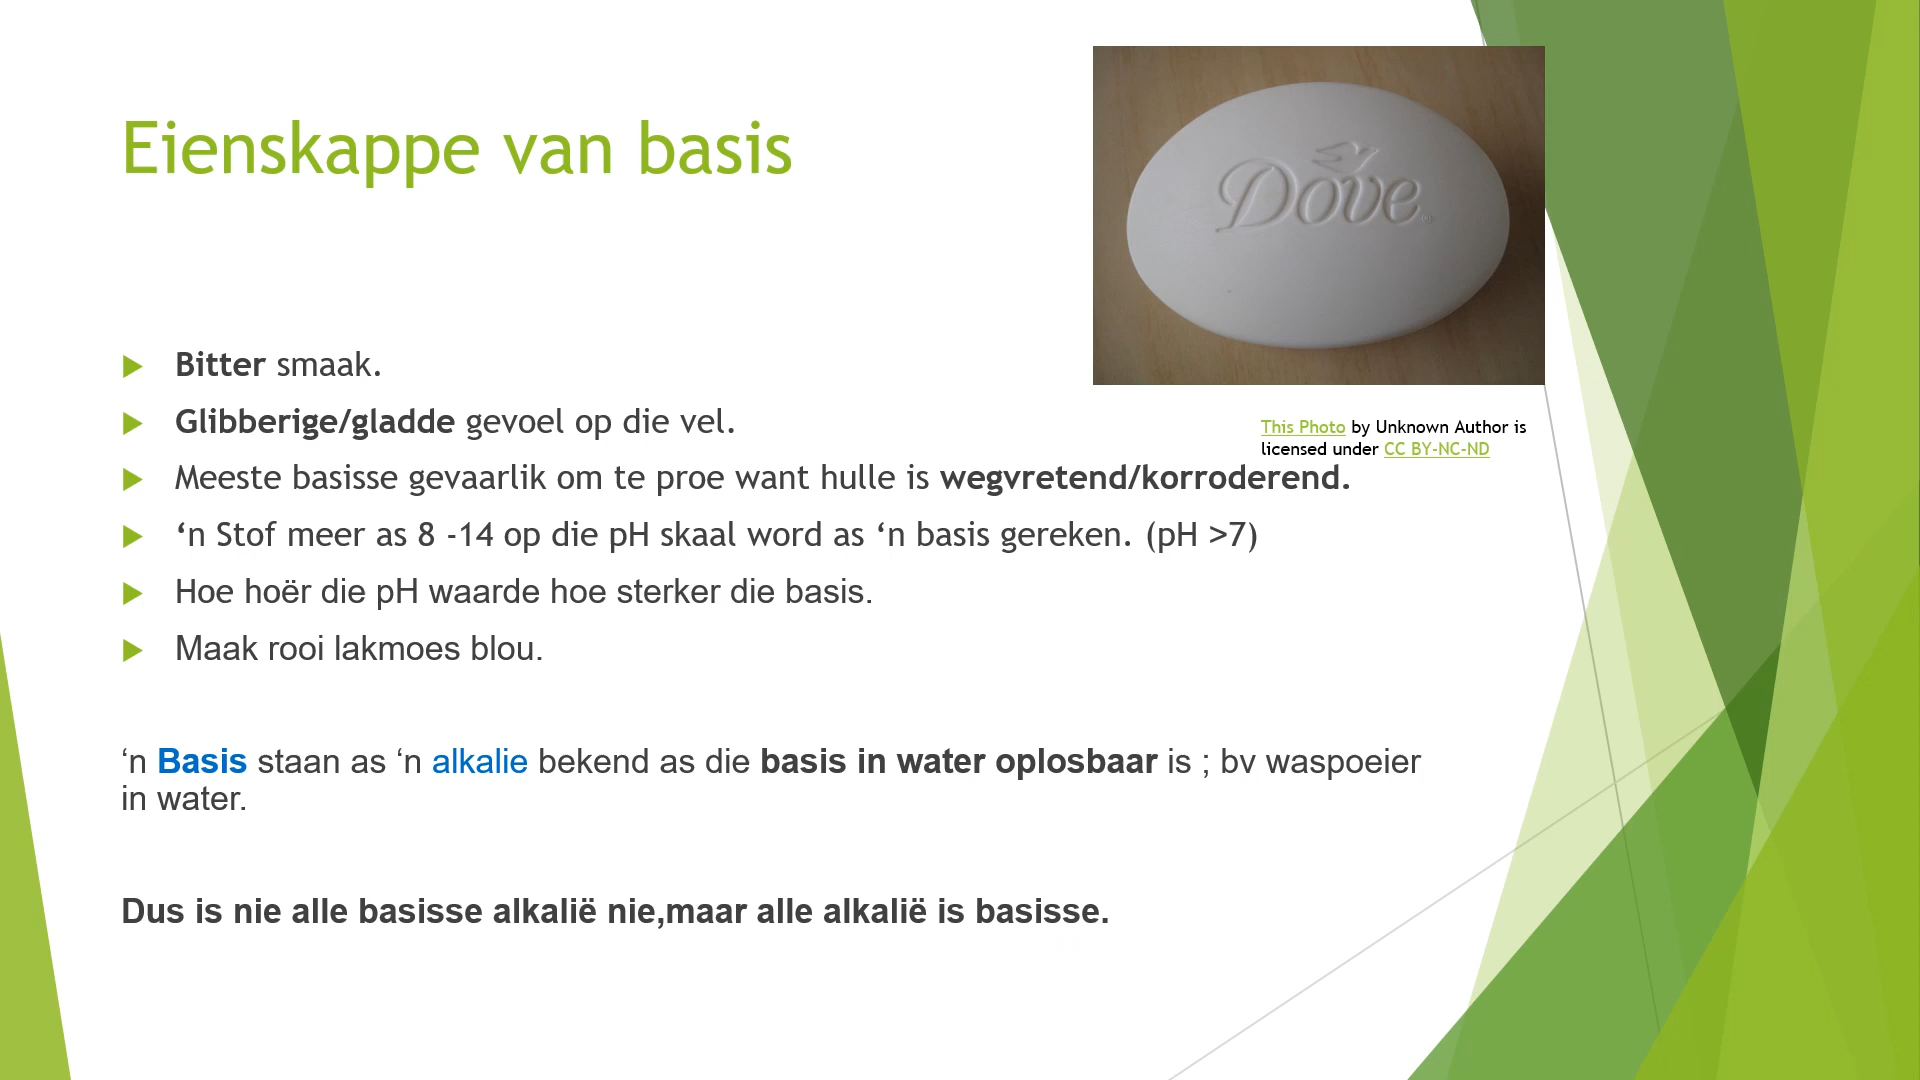 Eienskappe van basis
Dove
Bitter smaak.
Glibberige/gladde gevoel op die vel.
This Photo by Unknown Author is
licensed under CC BY-NC-ND
Meeste basisse gevaarlik om te proe want hulle is wegvretend/korroderend.
‘n Stof meer as 8 -14 op die pH skaal word as ‘n basis gereken. (pH >7)
Hoe hoër die pH waarde hoe sterker die basis.
Maak rooi lakmoes blou.
‘n Basis staan as ‘n alkalie bekend as die basis in water oplosbaar is ; bv waspoeier
in water.
Dus is nie alle basisse alkalië nie,maar alle alkalië is basisse.